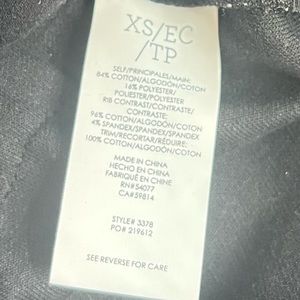 XS/EC
/TP
SELF/PRINCIPALES/MAIN:
84% COTTON/ALGODÓN/COTON
16% POLYESTER/
POLIÉSTER/POLYESTER
RIB CONTRAST/CONTRASTE/
CONTRASTE:
96% COTTON/ALGODÓN/COTON
4% SPANDEX/SPANDEX/SPANDEX
TRIM/RECORTAR/RÉDUIRE:
100% COTTON/ALGODÓN/COTON
MADE IN CHINA
HECHO EN CHINA
FABRIQUÉ EN CHINE
RN#54077
CA#59814
STYLE# 3378
PO# 219612
SEE REVERSE FOR CARE